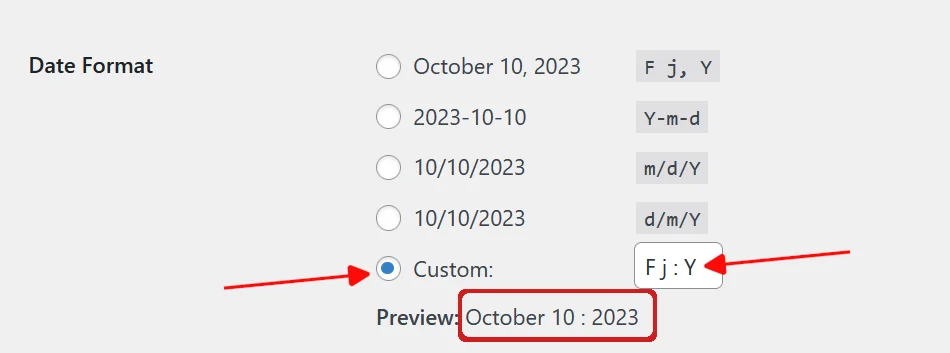 Date Format
October 10, 2023 F j, Y
2023-10-10 Y-m-d
10/10/2023 m/d/Y
10/10/2023 d/m/Y
Custom: F j : Y
Preview: October 10 : 2023